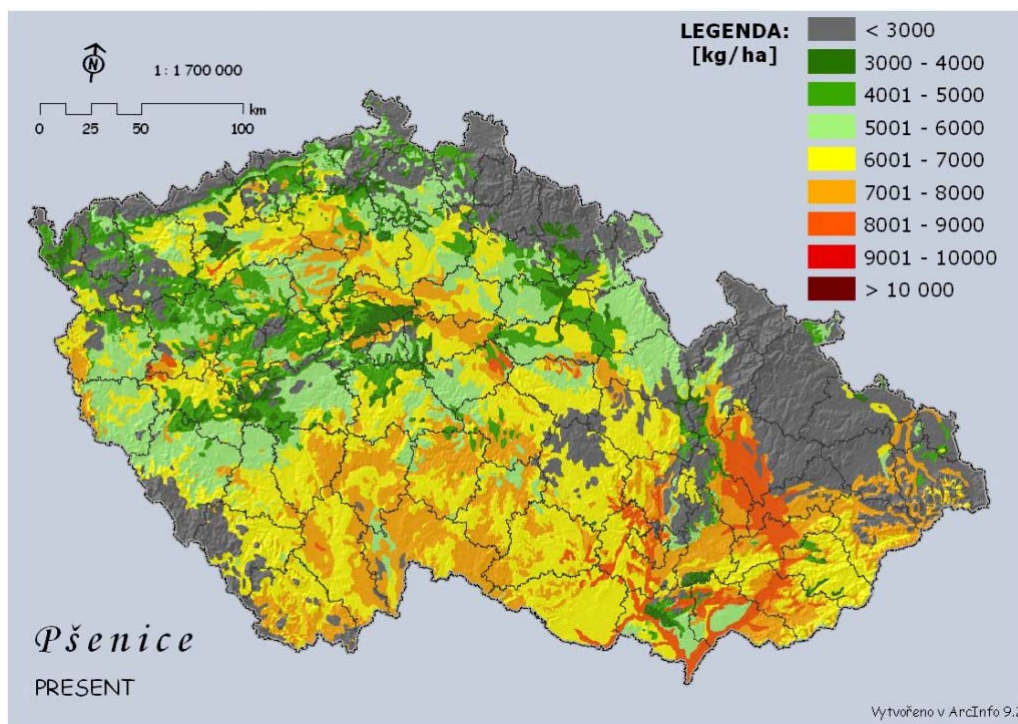 N
1: 1 700 000
km
0 25 50 100
LEGENDA:
[kg/ha]
< 3000
3000 - 4000
4001 - 5000
5001 - 6000
6001 - 7000
7001 - 8000
8001 - 9000
9001 - 10000
> 10 000
Pšenice
PRESENT
Vytvořeno v ArcInfo 9.2